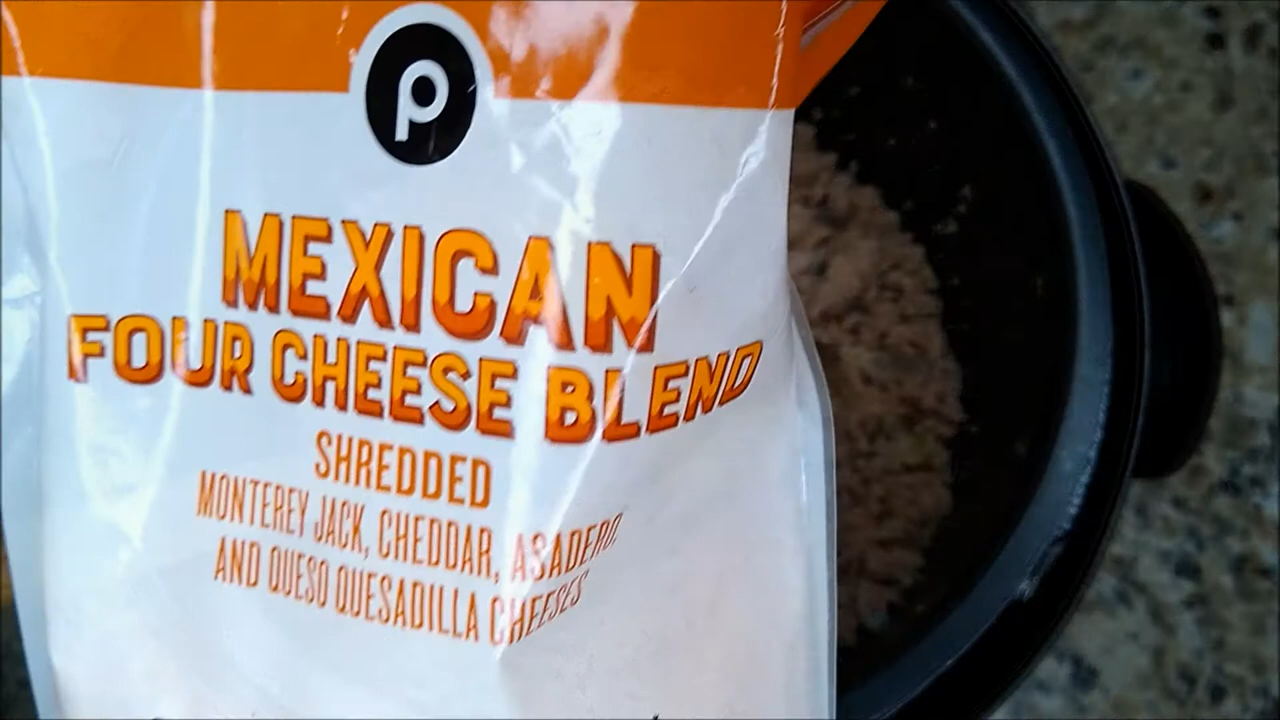 p
MEXICAN
FOUR CHEESE BLEND
SHREDDED
MONTEREY JACK, CHEDDAR, ASADERO,
AND QUESO QUESADILLA CHEESES